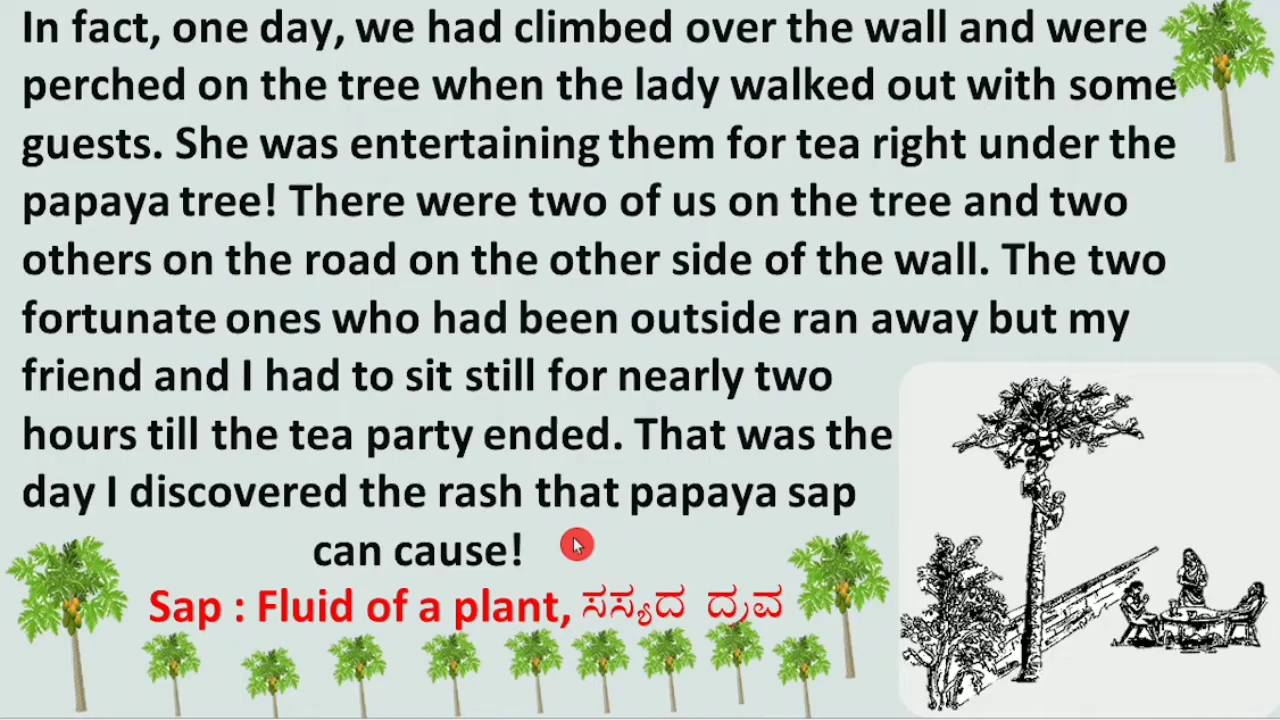 In fact, one day, we had climbed over the wall and were
perched on the tree when the lady walked out with some
guests. She was entertaining them for tea right under the
papaya tree! There were two of us on the tree and two
others on the road on the other side of the wall. The two
fortunate ones who had been outside ran away but my
friend and I had to sit still for nearly two
hours till the tea party ended. That was the
day I discovered the rash that papaya sap
can cause!
Sap : Fluid of a plant, ಸಸ್ಯದ ದ್ರವ